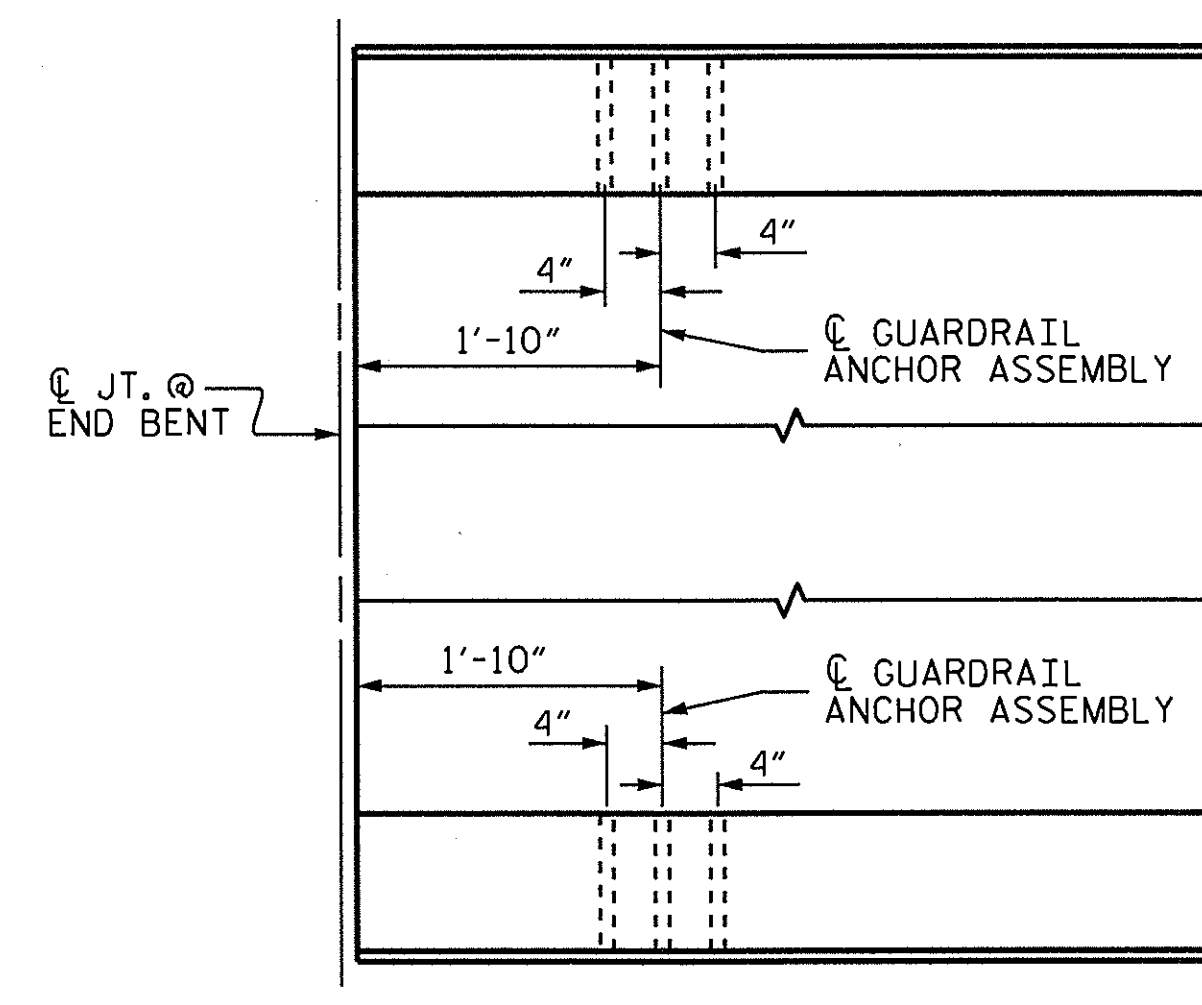 4″
4″
1′-10″
℄ GUARDRAIL
ANCHOR ASSEMBLY
℄ JT. @
END BENT
1′-10″
℄ GUARDRAIL
ANCHOR ASSEMBLY
4″
4″